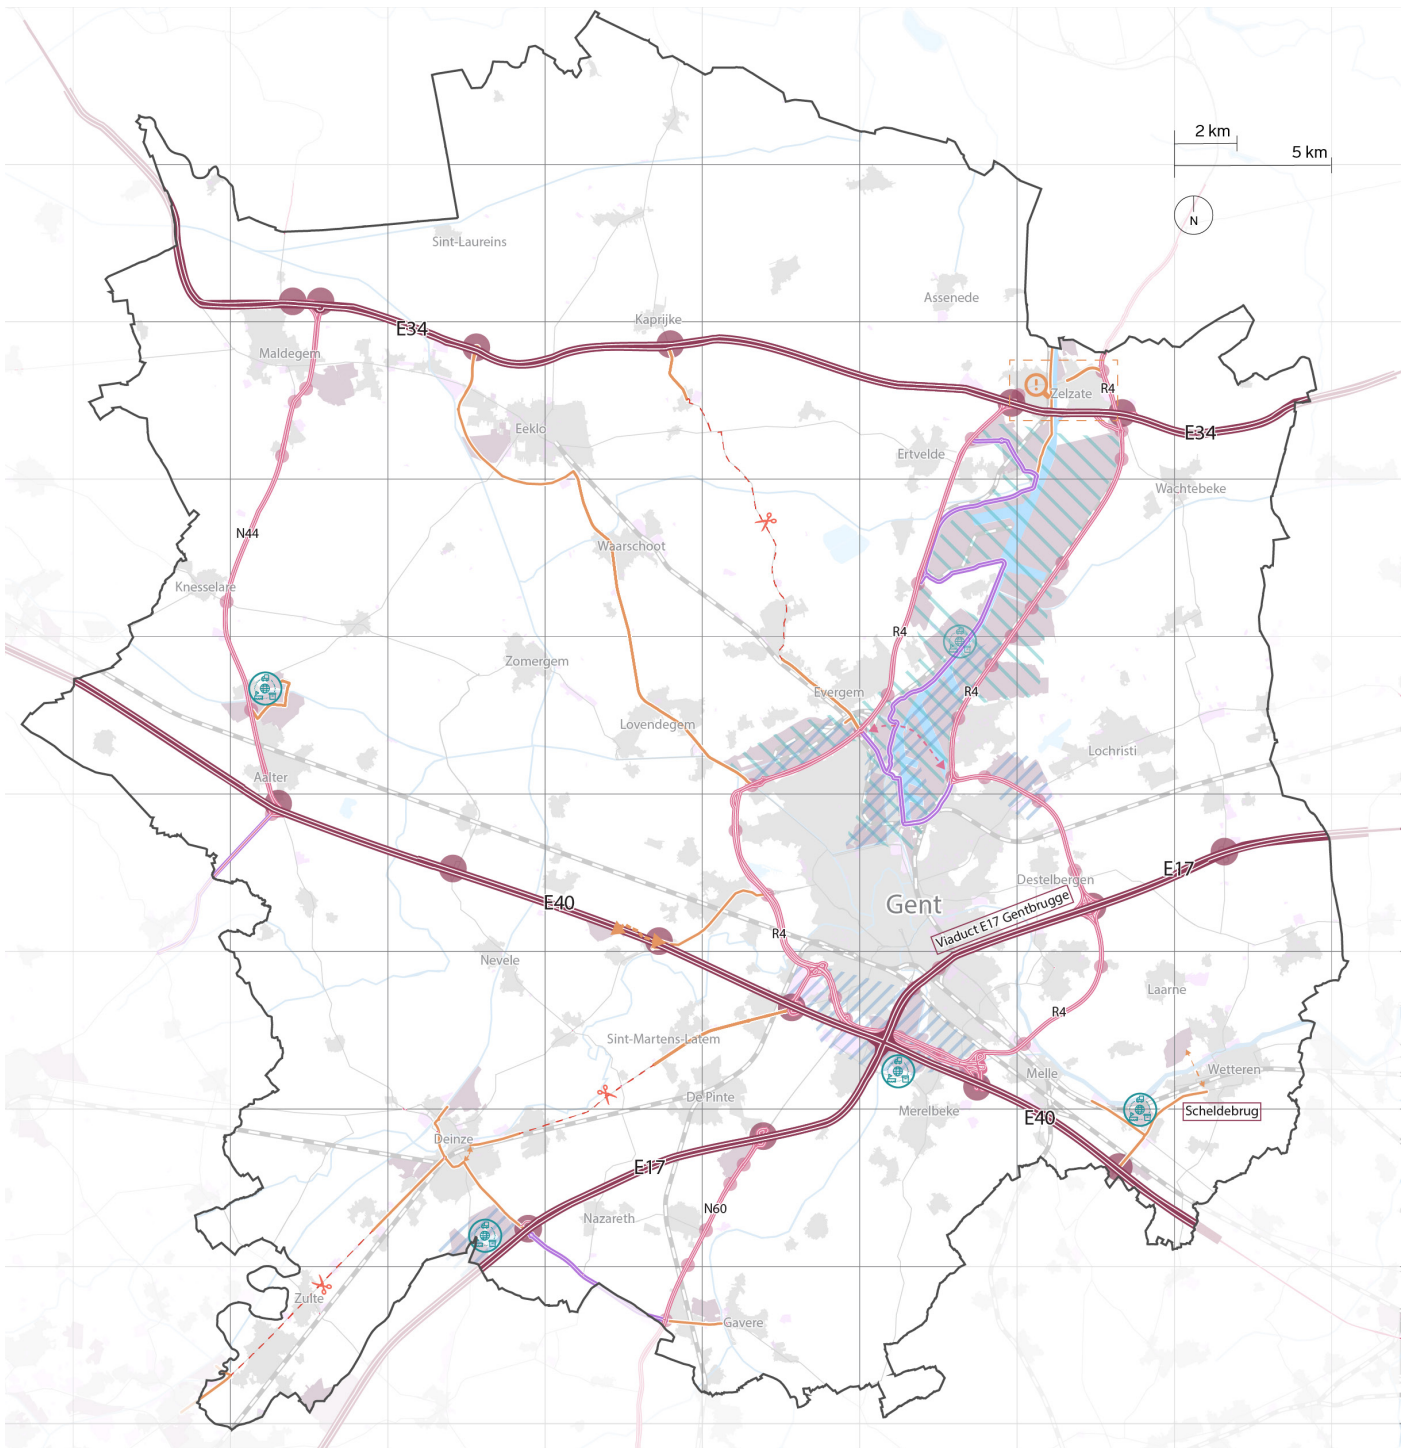 2 km
5 km
N
Sint-Laureins
Assenede
Kaprijke
E34
Maldegem
Zelzate
R4
Eeklo
E34
Ertvelde
Wachtebeke
N44
Waarschoot
Knesselare
R4
Zomergem
Evergem
R4
Lovendegem
Lochristi
Aalter
E17
Destelbergen
E40
Gent
Viaduct E17 Gentbrugge
R4
Nevele
Laarne
R4
Sint-Martens-Latem
Melle
Wetteren
De Pinte
Merelbeke
Scheldebrug
E40
Deinze
E17
N60
Nazareth
Zulte
Gavere